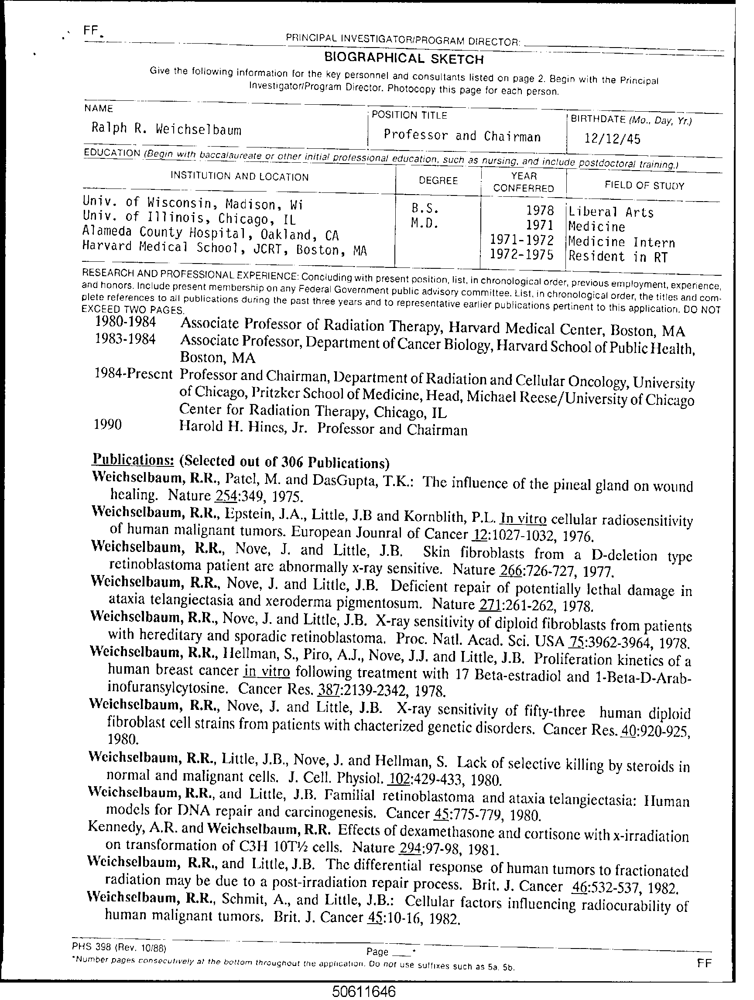 FF.
PRINCIPAL INVESTIGATOR/PROGRAM DIRECTOR:
BIOGRAPHICAL SKETCH
Give the following information for the key personnel and consultants listed on page 2. Begin with the Principal
Investigator/Program Director. Photocopy this page for each person.
NAME POSITION TITLE BIRTHDATE (Mo., Day, Yr.)
Ralph R. Weichselbaum Professor and Chairman 12/12/45
EDUCATION (Begin with baccalaureate or other initial professional education, such as nursing, and include postdoctoral training.)
INSTITUTION AND LOCATION DEGREE YEAR CONFERRED FIELD OF STUDY
Univ. of Wisconsin, Madison, Wi B.S. 1978 Liberal Arts
Univ. of Illinois, Chicago, IL M.D. 1971 Medicine
Alameda County Hospital, Oakland, CA 1971-1972 Medicine Intern
Harvard Medical School, JCRT, Boston, MA 1972-1975 Resident in RT
RESEARCH AND PROFESSIONAL EXPERIENCE: Concluding with present position, list, in chronological order, previous employment, experience,
and honors. Include present membership on any Federal Government public advisory committee. List, in chronological order, the titles and com-
plete references to all publications during the past three years and to representative earlier publications pertinent to this application. DO NOT
EXCEED TWO PAGES.
1980-1984 Associate Professor of Radiation Therapy, Harvard Medical Center, Boston, MA
1983-1984 Associate Professor, Department of Cancer Biology, Harvard School of Public Health,
Boston, MA
1984-Present Professor and Chairman, Department of Radiation and Cellular Oncology, University
of Chicago, Pritzker School of Medicine, Head, Michael Reese/University of Chicago
Center for Radiation Therapy, Chicago, IL
1990 Harold H. Hines, Jr. Professor and Chairman
Publications: (Selected out of 306 Publications)
Weichselbaum, R.R., Patel, M. and DasGupta, T.K.: The influence of the pineal gland on wound
healing. Nature 254:349, 1975.
Weichselbaum, R.R., Epstein, J.A., Little, J.B and Kornblith, P.L. In vitro cellular radiosensitivity
of human malignant tumors. European Jounral of Cancer 12:1027-1032, 1976.
Weichselbaum, R.R., Nove, J. and Little, J.B. Skin fibroblasts from a D-deletion type
retinoblastoma patient are abnormally x-ray sensitive. Nature 266:726-727, 1977.
Weichselbaum, R.R., Nove, J. and Little, J.B. Deficient repair of potentially lethal damage in
ataxia telangiectasia and xeroderma pigmentosum. Nature 271:261-262, 1978.
Weichselbaum, R.R., Nove, J. and Little, J.B. X-ray sensitivity of diploid fibroblasts from patients
with hereditary and sporadic retinoblastoma. Proc. Natl. Acad. Sci. USA 75:3962-3964, 1978.
Weichselbaum, R.R., Hellman, S., Piro, A.J., Nove, J.J. and Little, J.B. Proliferation kinetics of a
human breast cancer in vitro following treatment with 17 Beta-estradiol and 1-Beta-D-Arab-
inofuransylcytosine. Cancer Res. 387:2139-2342, 1978.
Weichselbaum, R.R., Nove, J. and Little, J.B. X-ray sensitivity of fifty-three human diploid
fibroblast cell strains from patients with chacterized genetic disorders. Cancer Res. 40:920-925,
1980.
Weichselbaum, R.R., Little, J.B., Nove, J. and Hellman, S. Lack of selective killing by steroids in
normal and malignant cells. J. Cell. Physiol. 102:429-433, 1980.
Weichselbaum, R.R., and Little, J.B. Familial retinoblastoma and ataxia telangiectasia: Human
models for DNA repair and carcinogenesis. Cancer 45:775-779, 1980.
Kennedy, A.R. and Weichselbaum, R.R. Effects of dexamethasone and cortisone with x-irradiation
on transformation of C3H 10T½ cells. Nature 294:97-98, 1981.
Weichselbaum, R.R., and Little, J.B. The differential response of human tumors to fractionated
radiation may be due to a post-irradiation repair process. Brit. J. Cancer 46:532-537, 1982.
Weichselbaum, R.R., Schmit, A., and Little, J.B.: Cellular factors influencing radiocurability of
human malignant tumors. Brit. J. Cancer 45:10-16, 1982.
PHS 398 (Rev. 10/88) Page ___*
*Number pages consecutively at the bottom throughout the application. Do not use suffixes such as 5a, 5b. FF
50611646